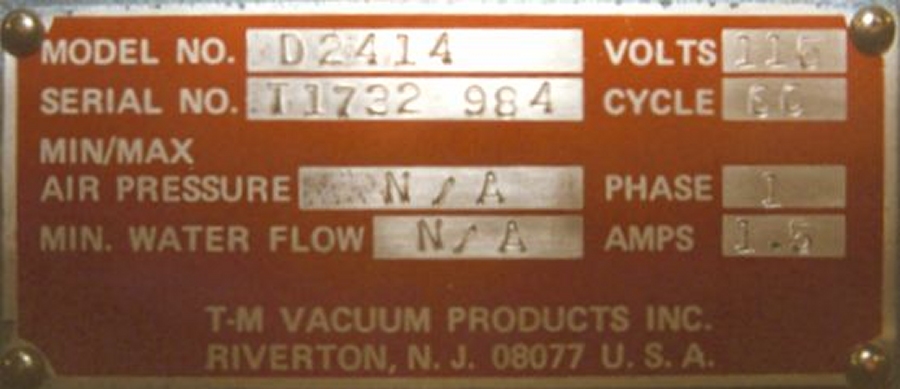 MODEL NO. D2414 VOLTS 115
SERIAL NO. T1732 984 CYCLE 60
MIN/MAX
AIR PRESSURE N/A PHASE 1
MIN. WATER FLOW N/A AMPS 1.5
T-M VACUUM PRODUCTS INC.
RIVERTON, N. J. 08077 U. S. A.